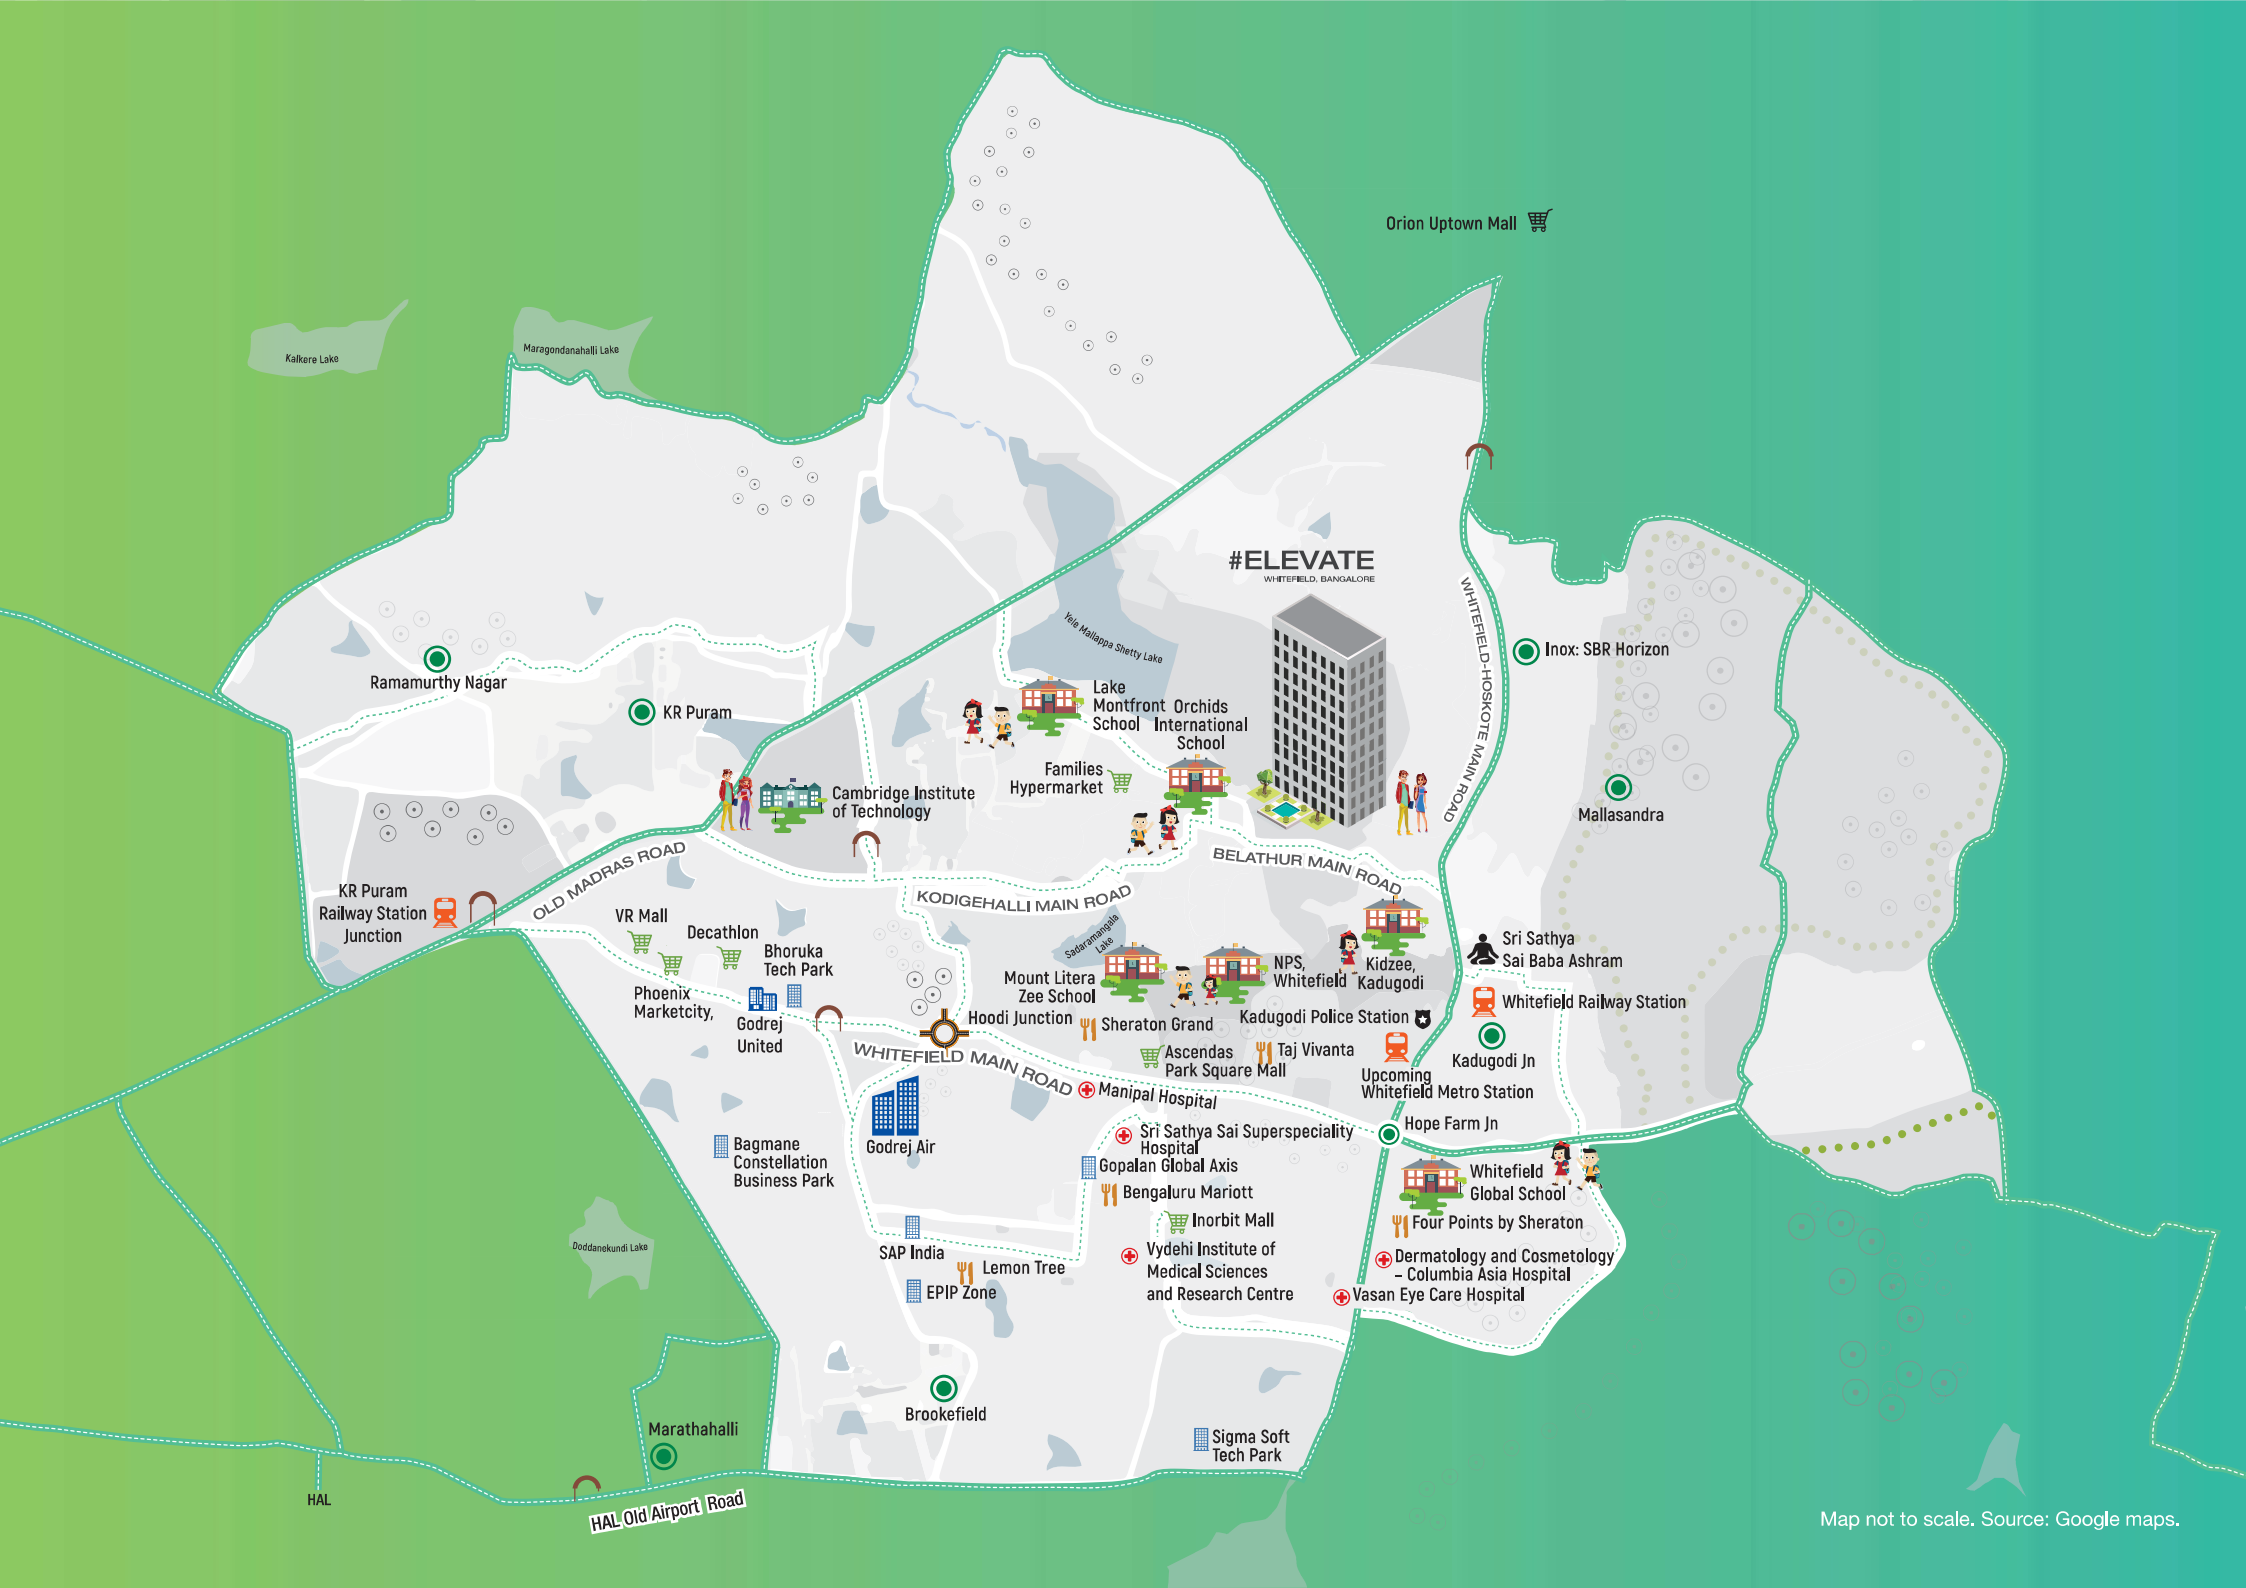 Orion Uptown Mall
Kalkere Lake
Maragondanahalli Lake
#ELEVATE
WHITEFIELD, BANGALORE
WHITEFIELD-HOSKOTE MAIN ROAD
Yele Mallappa Shetty Lake
Inox: SBR Horizon
Ramamurthy Nagar
KR Puram
Lake
Montfront
School
Orchids
International
School
Families
Hypermarket
Cambridge Institute
of Technology
Mallasandra
OLD MADRAS ROAD
BELATHUR MAIN ROAD
KODIGEHALLI MAIN ROAD
KR Puram
Railway Station
Junction
VR Mall
Decathlon
Bhoruka
Tech Park
Phoenix
Marketcity,
Godrej
United
Sadaramangala
Lake
Mount Litera
Zee School
NPS,
Whitefield
Kidzee,
Kadugodi
Sri Sathya
Sai Baba Ashram
Whitefield Railway Station
Hoodi Junction
Sheraton Grand
Kadugodi Police Station
Kadugodi Jn
WHITEFIELD MAIN ROAD
Ascendas
Park Square Mall
Taj Vivanta
Upcoming
Whitefield Metro Station
Manipal Hospital
Hope Farm Jn
Godrej Air
Bagmane
Constellation
Business Park
Sri Sathya Sai Superspeciality
Hospital
Gopalan Global Axis
Bengaluru Mariott
Whitefield
Global School
Inorbit Mall
Four Points by Sheraton
Doddanekundi Lake
SAP India
Lemon Tree
EPIP Zone
Vydehi Institute of
Medical Sciences
and Research Centre
Dermatology and Cosmetology
– Columbia Asia Hospital
Vasan Eye Care Hospital
Brookefield
Marathahalli
Sigma Soft
Tech Park
HAL
HAL Old Airport Road
Map not to scale. Source: Google maps.